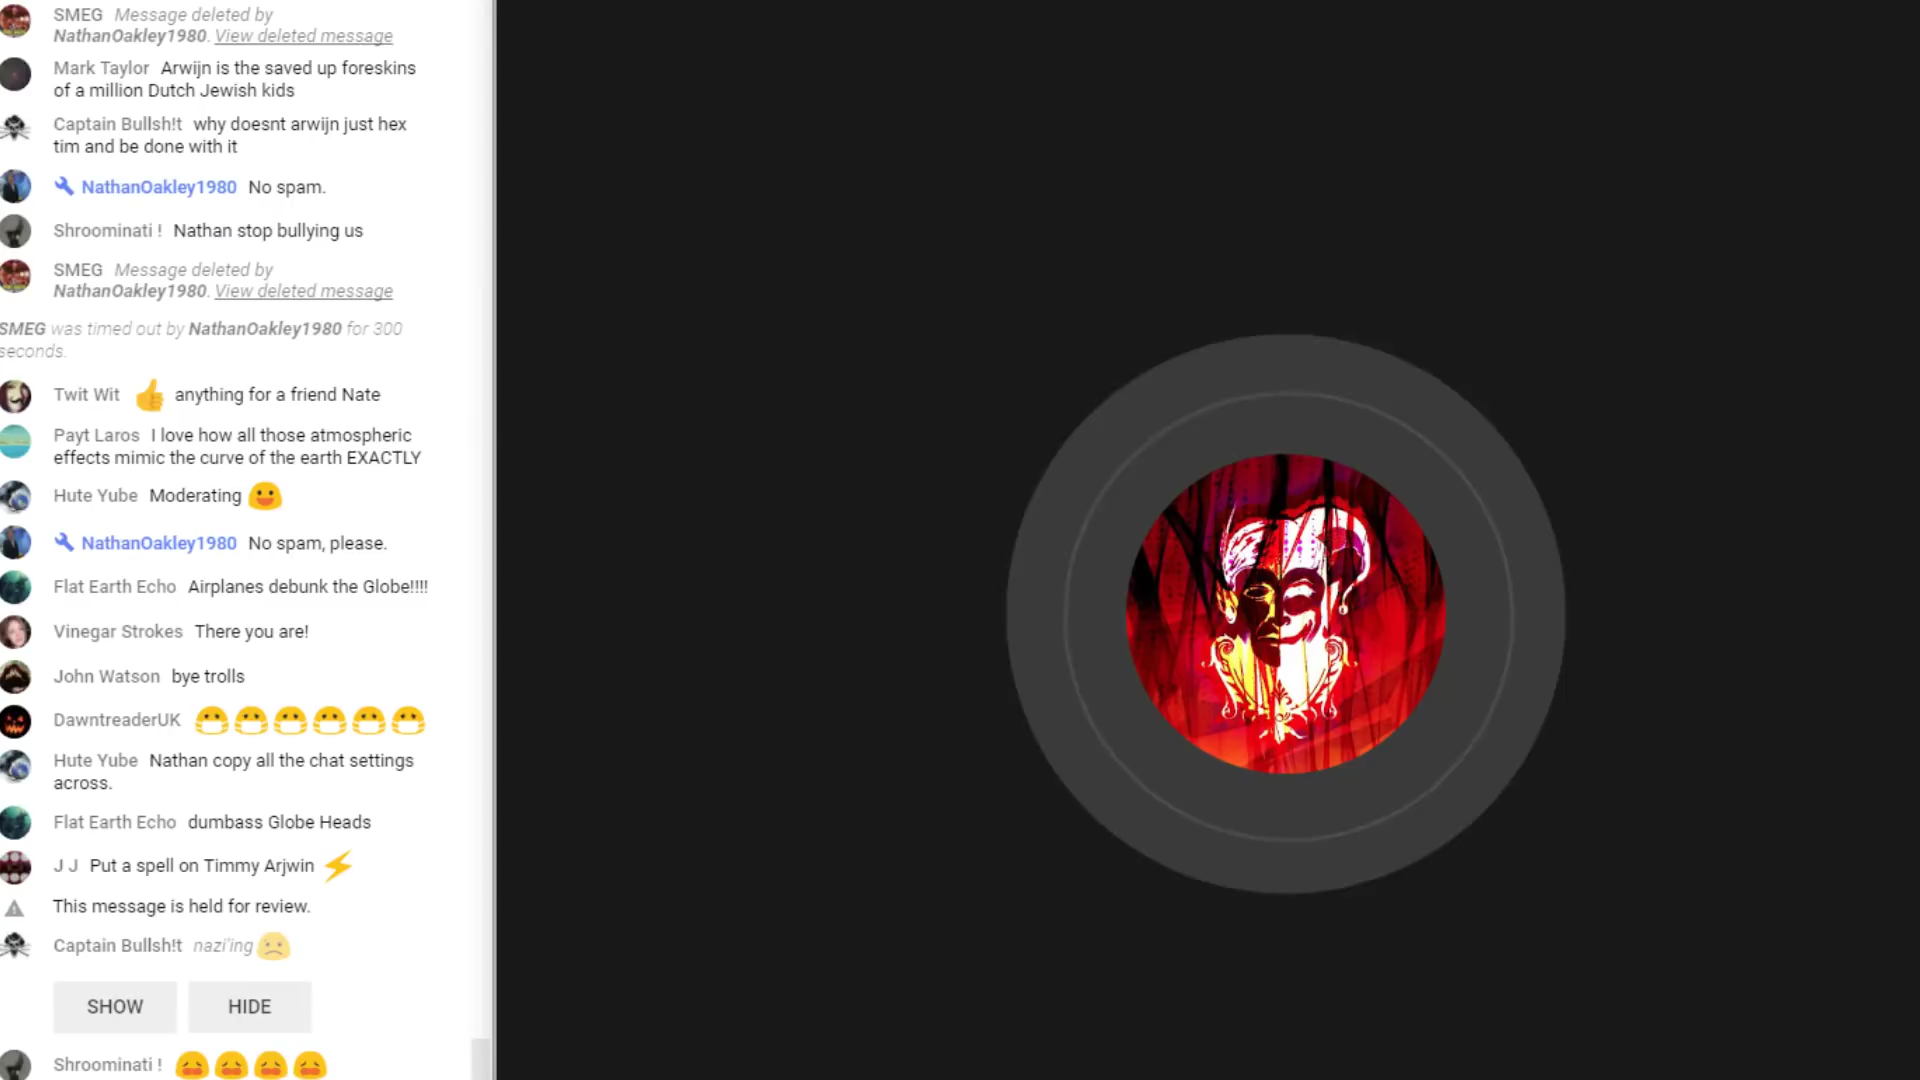 SMEG Message deleted by
NathanOakley1980. View deleted message
Mark Taylor Arwijn is the saved up foreskins
of a million Dutch Jewish kids
Captain Bullsh!t why doesnt arwijn just hex
tim and be done with it
NathanOakley1980 No spam.
Shroominati ! Nathan stop bullying us
SMEG Message deleted by
NathanOakley1980. View deleted message
SMEG was timed out by NathanOakley1980 for 300
seconds.
Twit Wit 👍 anything for a friend Nate
Payt Laros I love how all those atmospheric
effects mimic the curve of the earth EXACTLY
Hute Yube Moderating 😃
NathanOakley1980 No spam, please.
Flat Earth Echo Airplanes debunk the Globe!!!!
Vinegar Strokes There you are!
John Watson bye trolls
DawntreaderUK 😷😷😷😷😷😷
Hute Yube Nathan copy all the chat settings
across.
Flat Earth Echo dumbass Globe Heads
J J Put a spell on Timmy Arjwin ⚡
This message is held for review.
Captain Bullsh!t nazi'ing 🙁
SHOW HIDE
Shroominati ! 😩😩😩😩